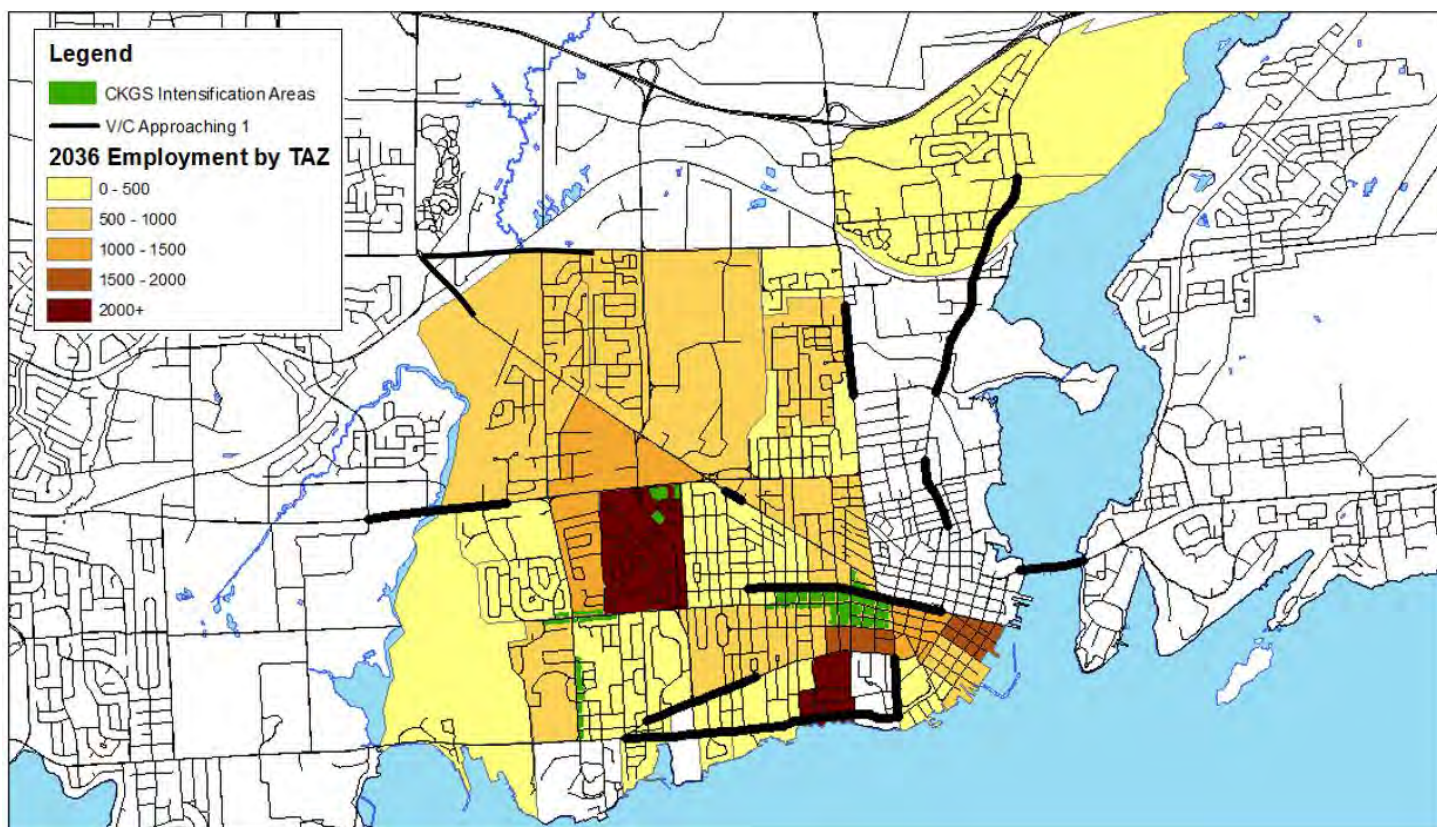 Legend
CKGS Intensification Areas
V/C Approaching 1
2036 Employment by TAZ
0 - 500
500 - 1000
1000 - 1500
1500 - 2000
2000+